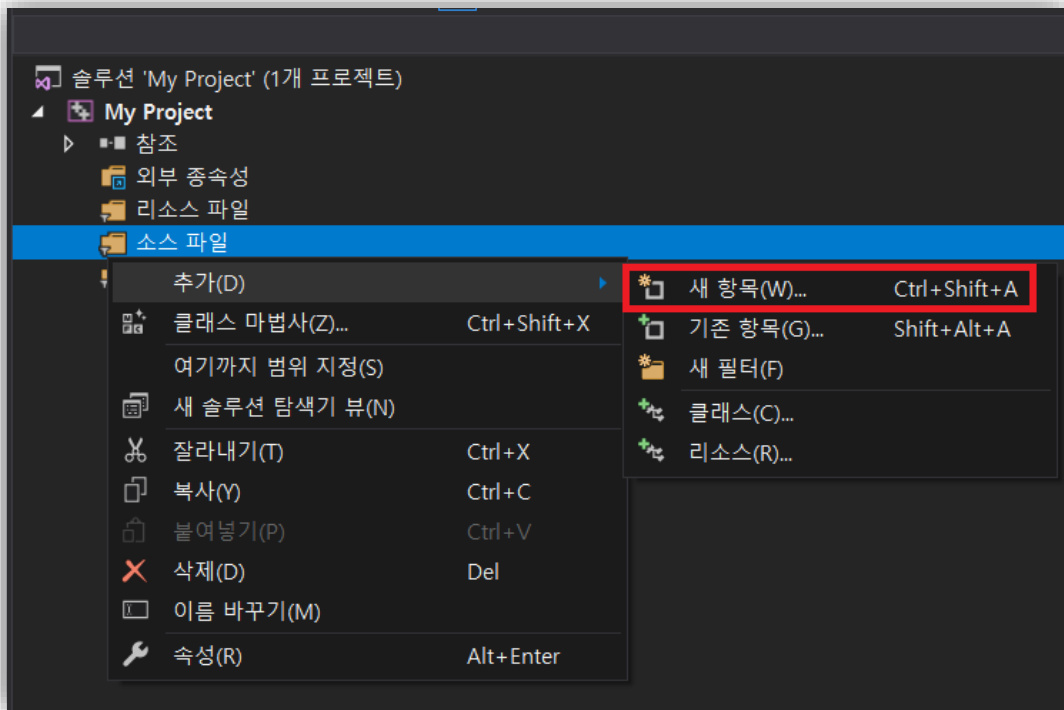 솔루션 'My Project' (1개 프로젝트)
My Project
참조
외부 종속성
리소스 파일
소스 파일
추가(D)
클래스 마법사(Z)... Ctrl+Shift+X
여기까지 범위 지정(S)
새 솔루션 탐색기 뷰(N)
잘라내기(T) Ctrl+X
복사(Y) Ctrl+C
붙여넣기(P) Ctrl+V
삭제(D) Del
이름 바꾸기(M)
속성(R) Alt+Enter
새 항목(W)... Ctrl+Shift+A
기존 항목(G)... Shift+Alt+A
새 필터(F)
클래스(C)...
리소스(R)...